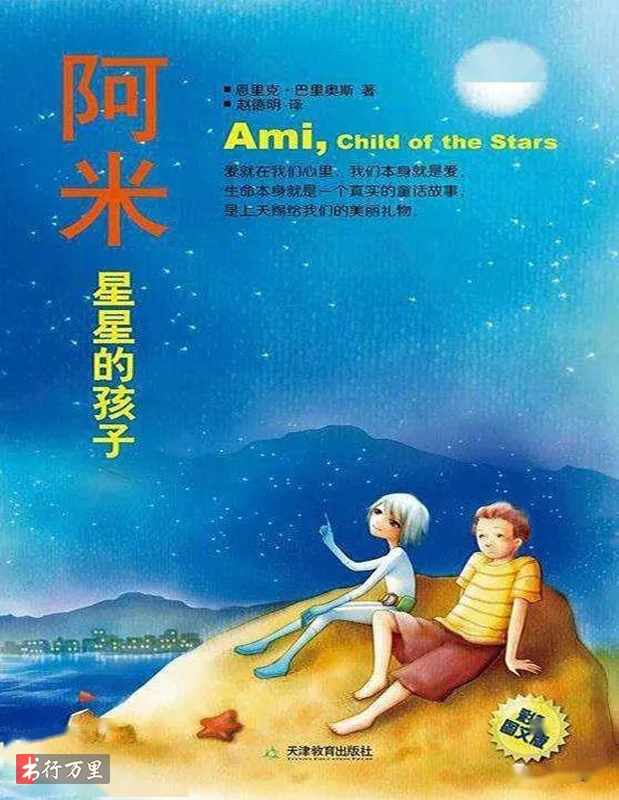 阿米
星星的孩子
■ 恩里克·巴里奥斯 著
■ 赵德明 译
Ami, Child of the Stars
爱就在我们心里，我们本身就是爱。
生命本身就是一个真实的童话故事，
是上天赐给我们的美丽礼物。
图文版
天津教育出版社
书行万里